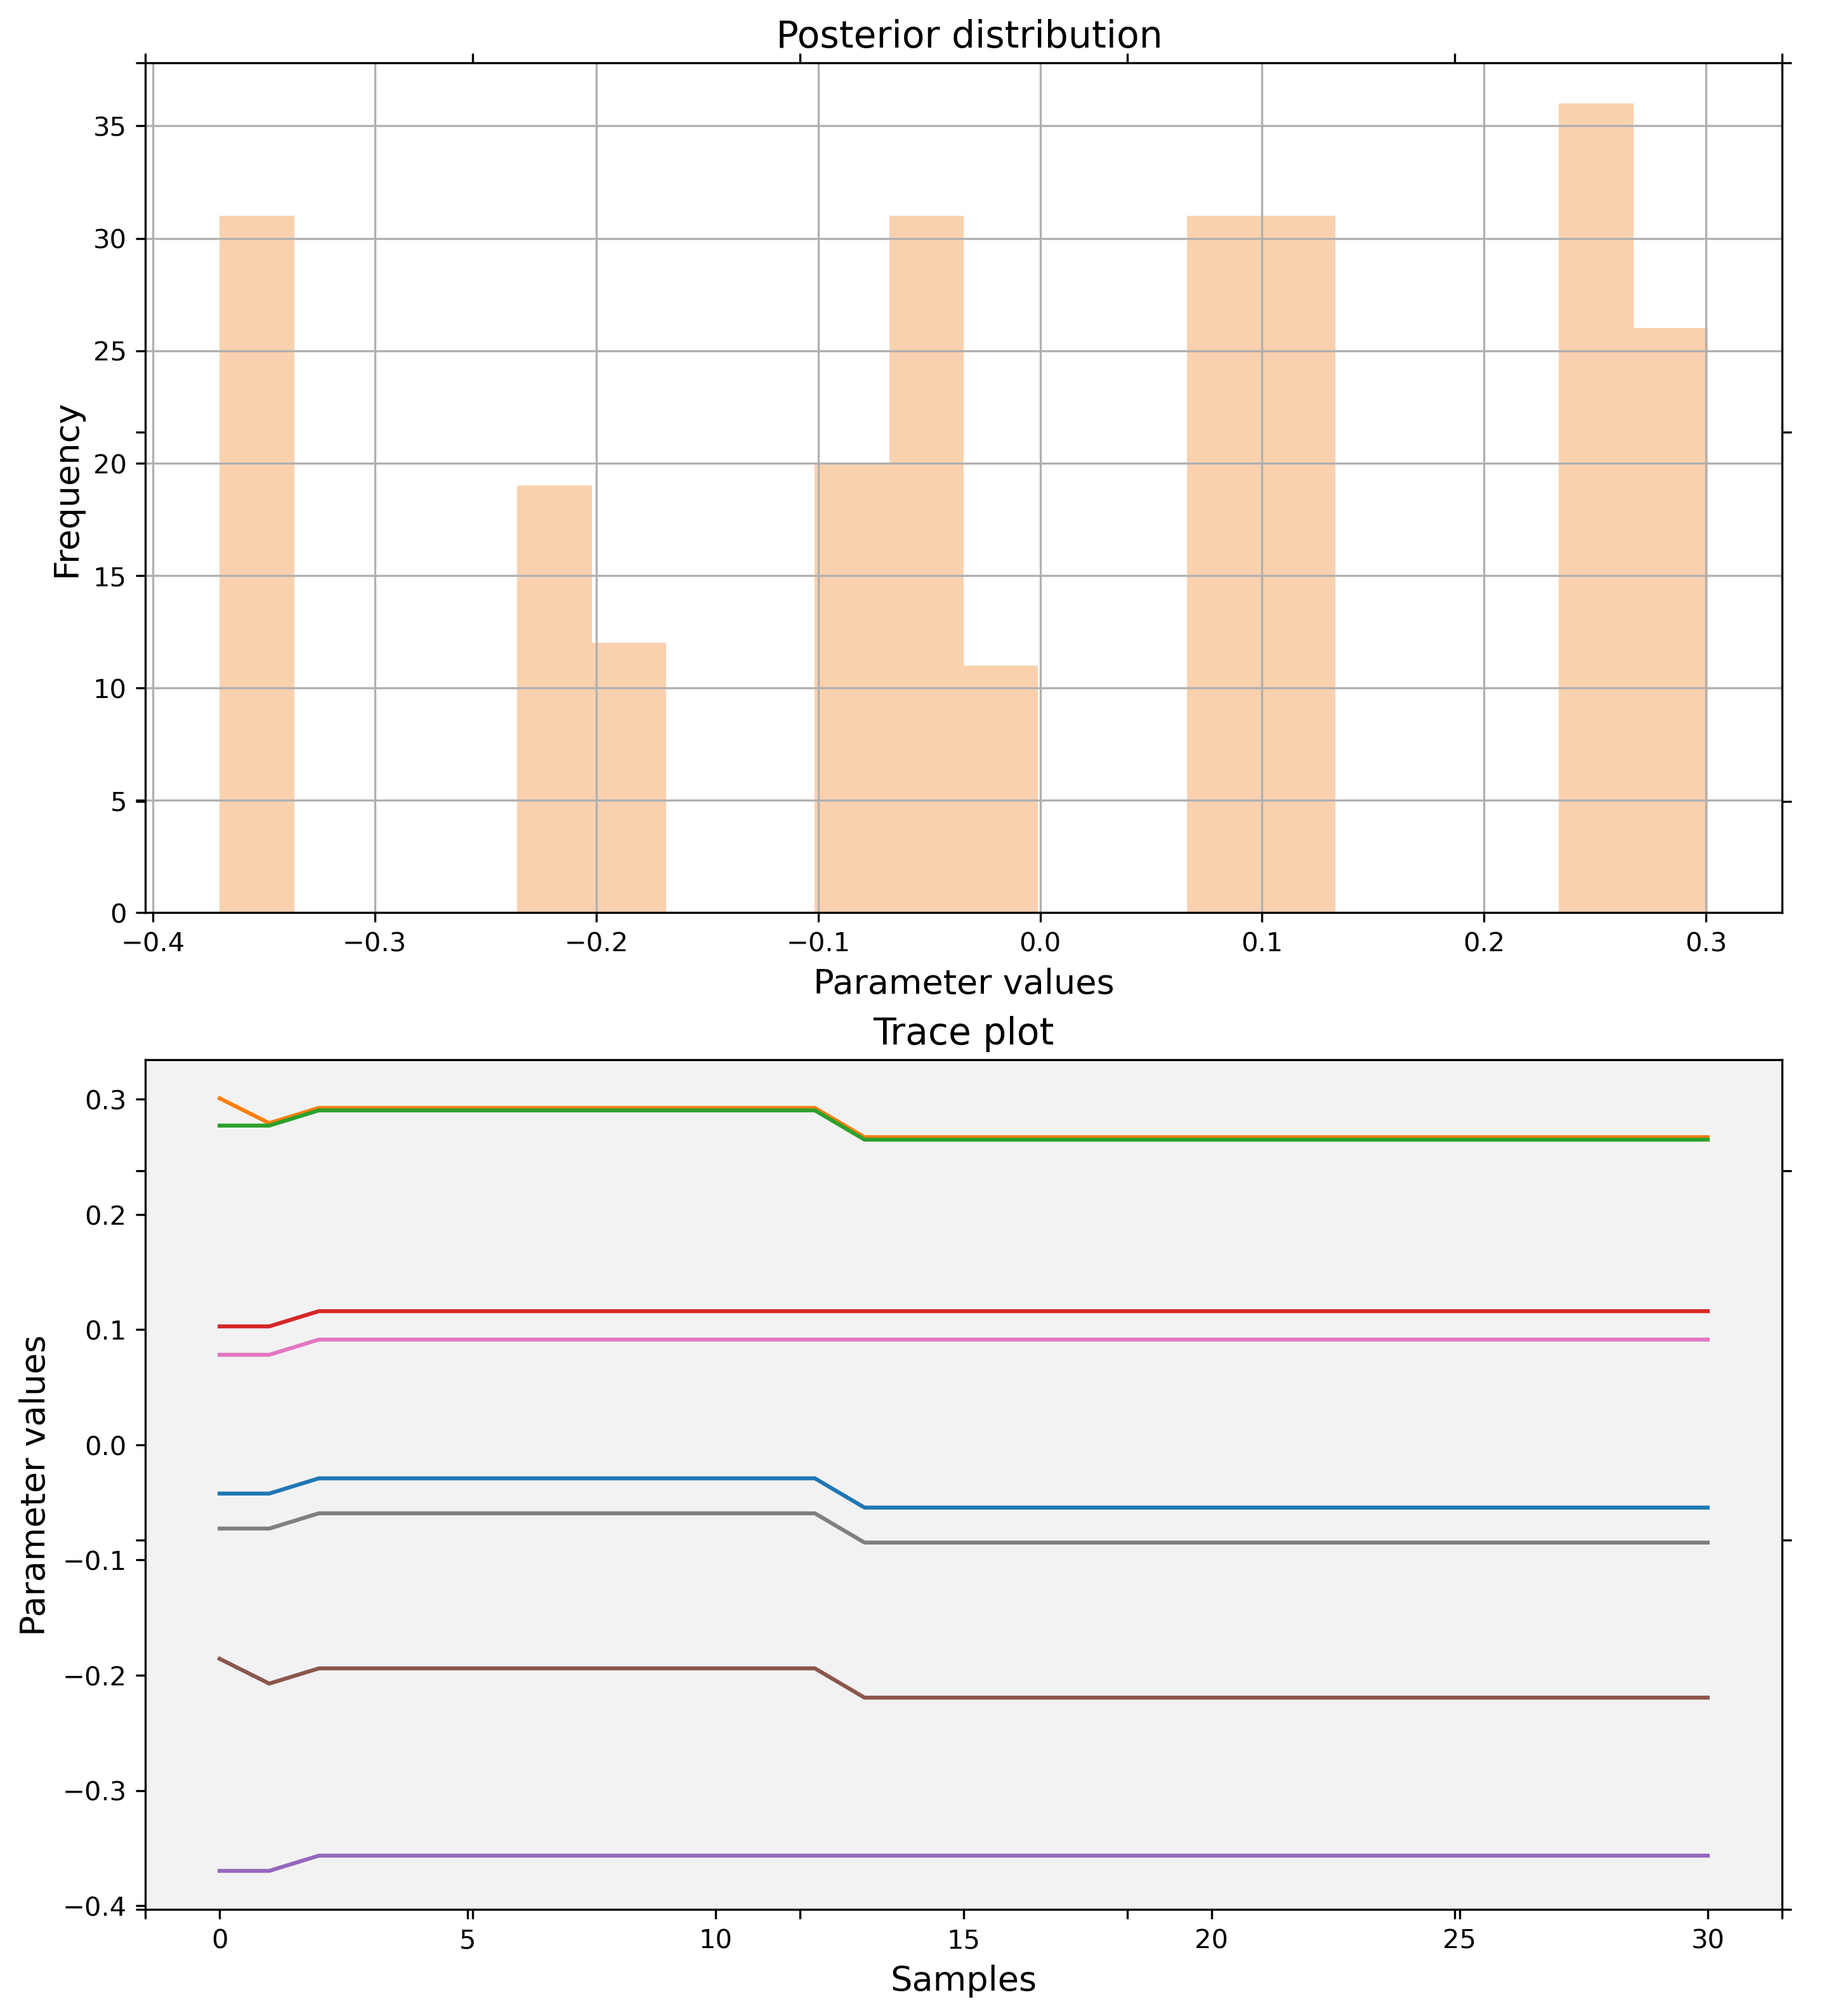 Posterior distribution
35
30
25
20
15
10
5
0
Frequency
−0.4 −0.3 −0.2 −0.1 0.0 0.1 0.2 0.3
Parameter values
Trace plot
0.3
0.2
0.1
0.0
−0.1
−0.2
−0.3
−0.4
Parameter values
0 5 10 15 20 25 30
Samples